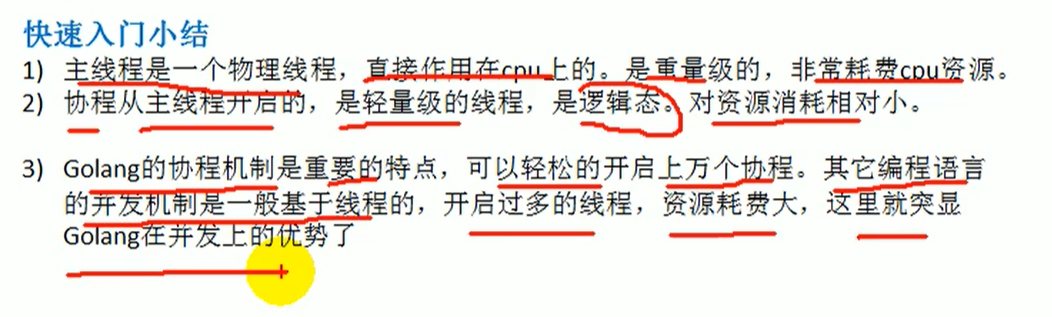 快速入门小结
1) 主线程是一个物理线程，直接作用在cpu上的。是重量级的，非常耗费cpu资源。
2) 协程从主线程开启的，是轻量级的线程，是逻辑态。对资源消耗相对小。
3) Golang的协程机制是重要的特点，可以轻松的开启上万个协程。其它编程语言
的并发机制是一般基于线程的，开启过多的线程，资源耗费大，这里就突显
Golang在并发上的优势了